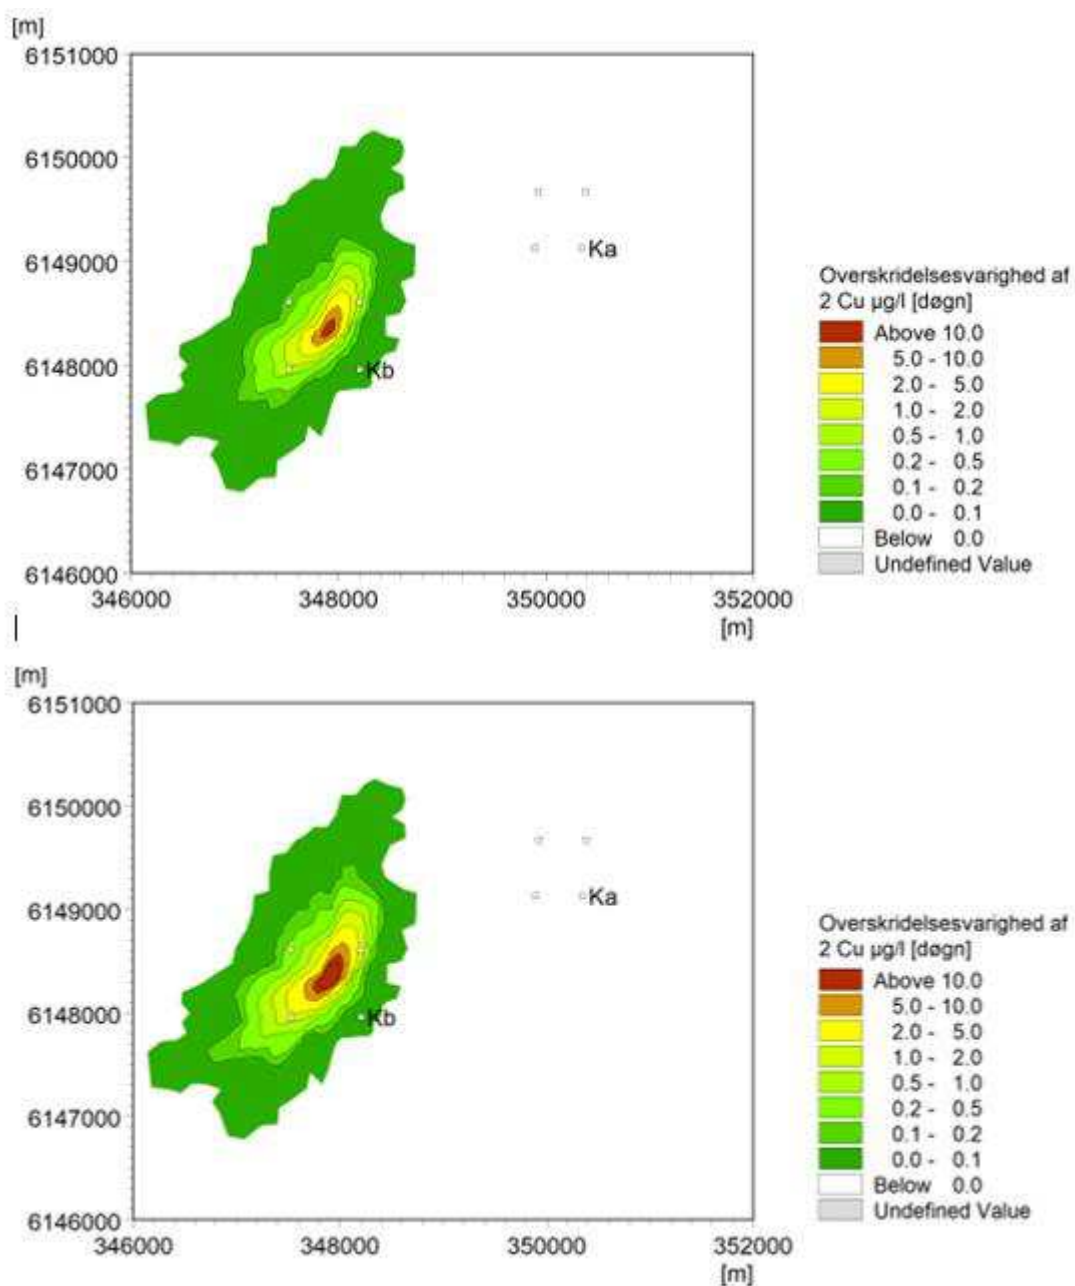 [m]
6151000
6150000
6149000
6148000
6147000
6146000
346000 348000 350000 352000
[m]
Ka
Kb
Overskridelsesvarighed af
2 Cu µg/l [døgn]
Above 10.0
5.0 - 10.0
2.0 - 5.0
1.0 - 2.0
0.5 - 1.0
0.2 - 0.5
0.1 - 0.2
0.0 - 0.1
Below 0.0
Undefined Value
[m]
6151000
6150000
6149000
6148000
6147000
6146000
346000 348000 350000 352000
[m]
Ka
Kb
Overskridelsesvarighed af
2 Cu µg/l [døgn]
Above 10.0
5.0 - 10.0
2.0 - 5.0
1.0 - 2.0
0.5 - 1.0
0.2 - 0.5
0.1 - 0.2
0.0 - 0.1
Below 0.0
Undefined Value